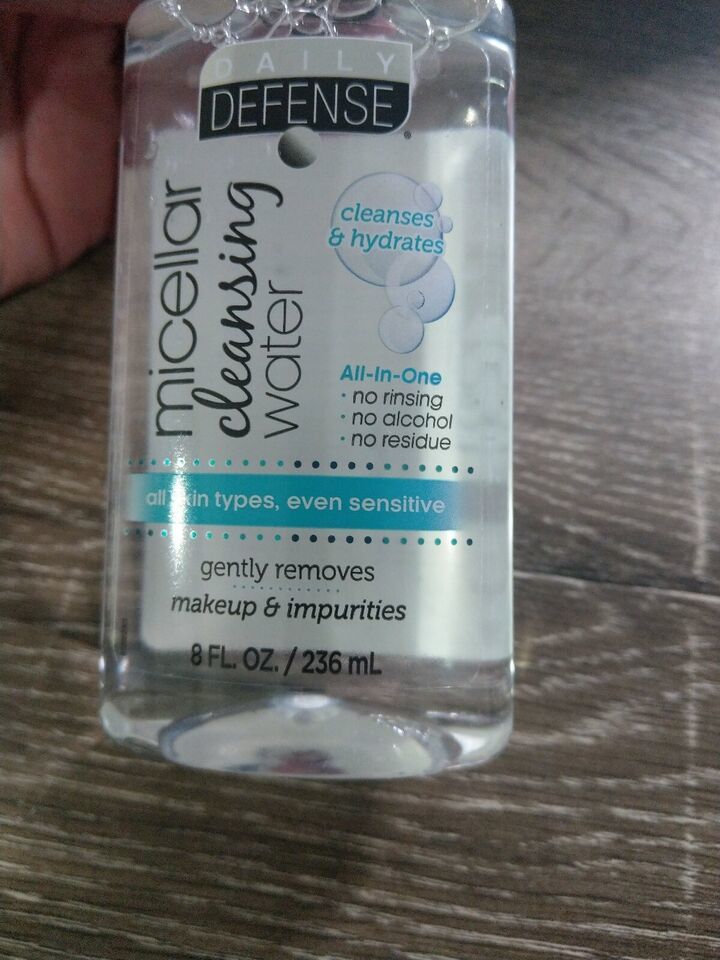 DAILY
DEFENSE
micellar
cleansing
water
cleanses
& hydrates
All-In-One
• no rinsing
• no alcohol
• no residue
all skin types, even sensitive
gently removes
makeup & impurities
8 FL. OZ. / 236 mL